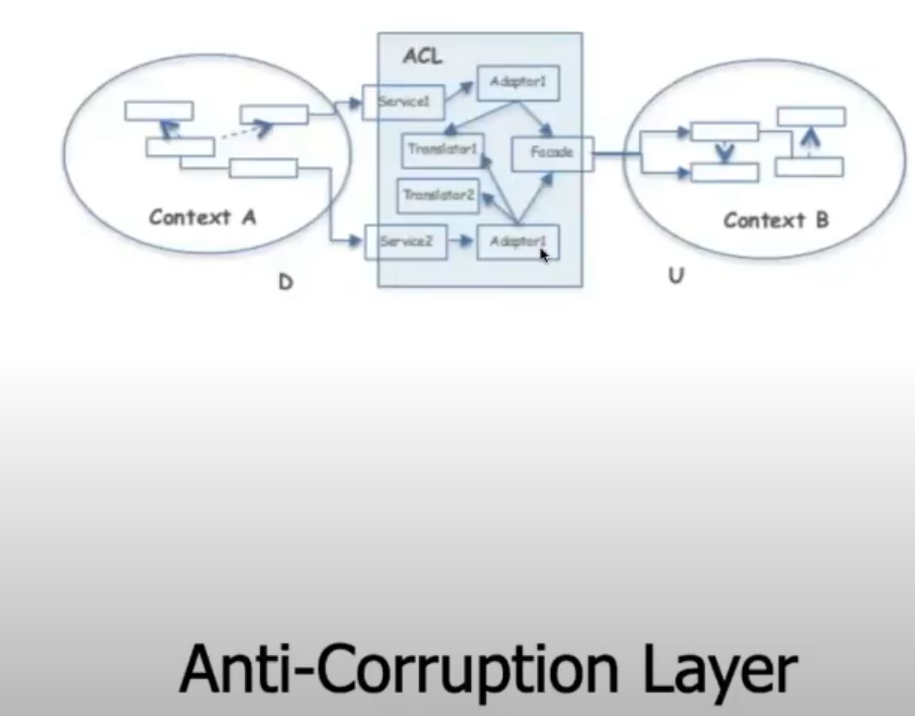 ACL
Adaptor1
Service1
Translator1
Facade
Translator2
Service2
Adaptor1
Context A
Context B
D
U
Anti-Corruption Layer